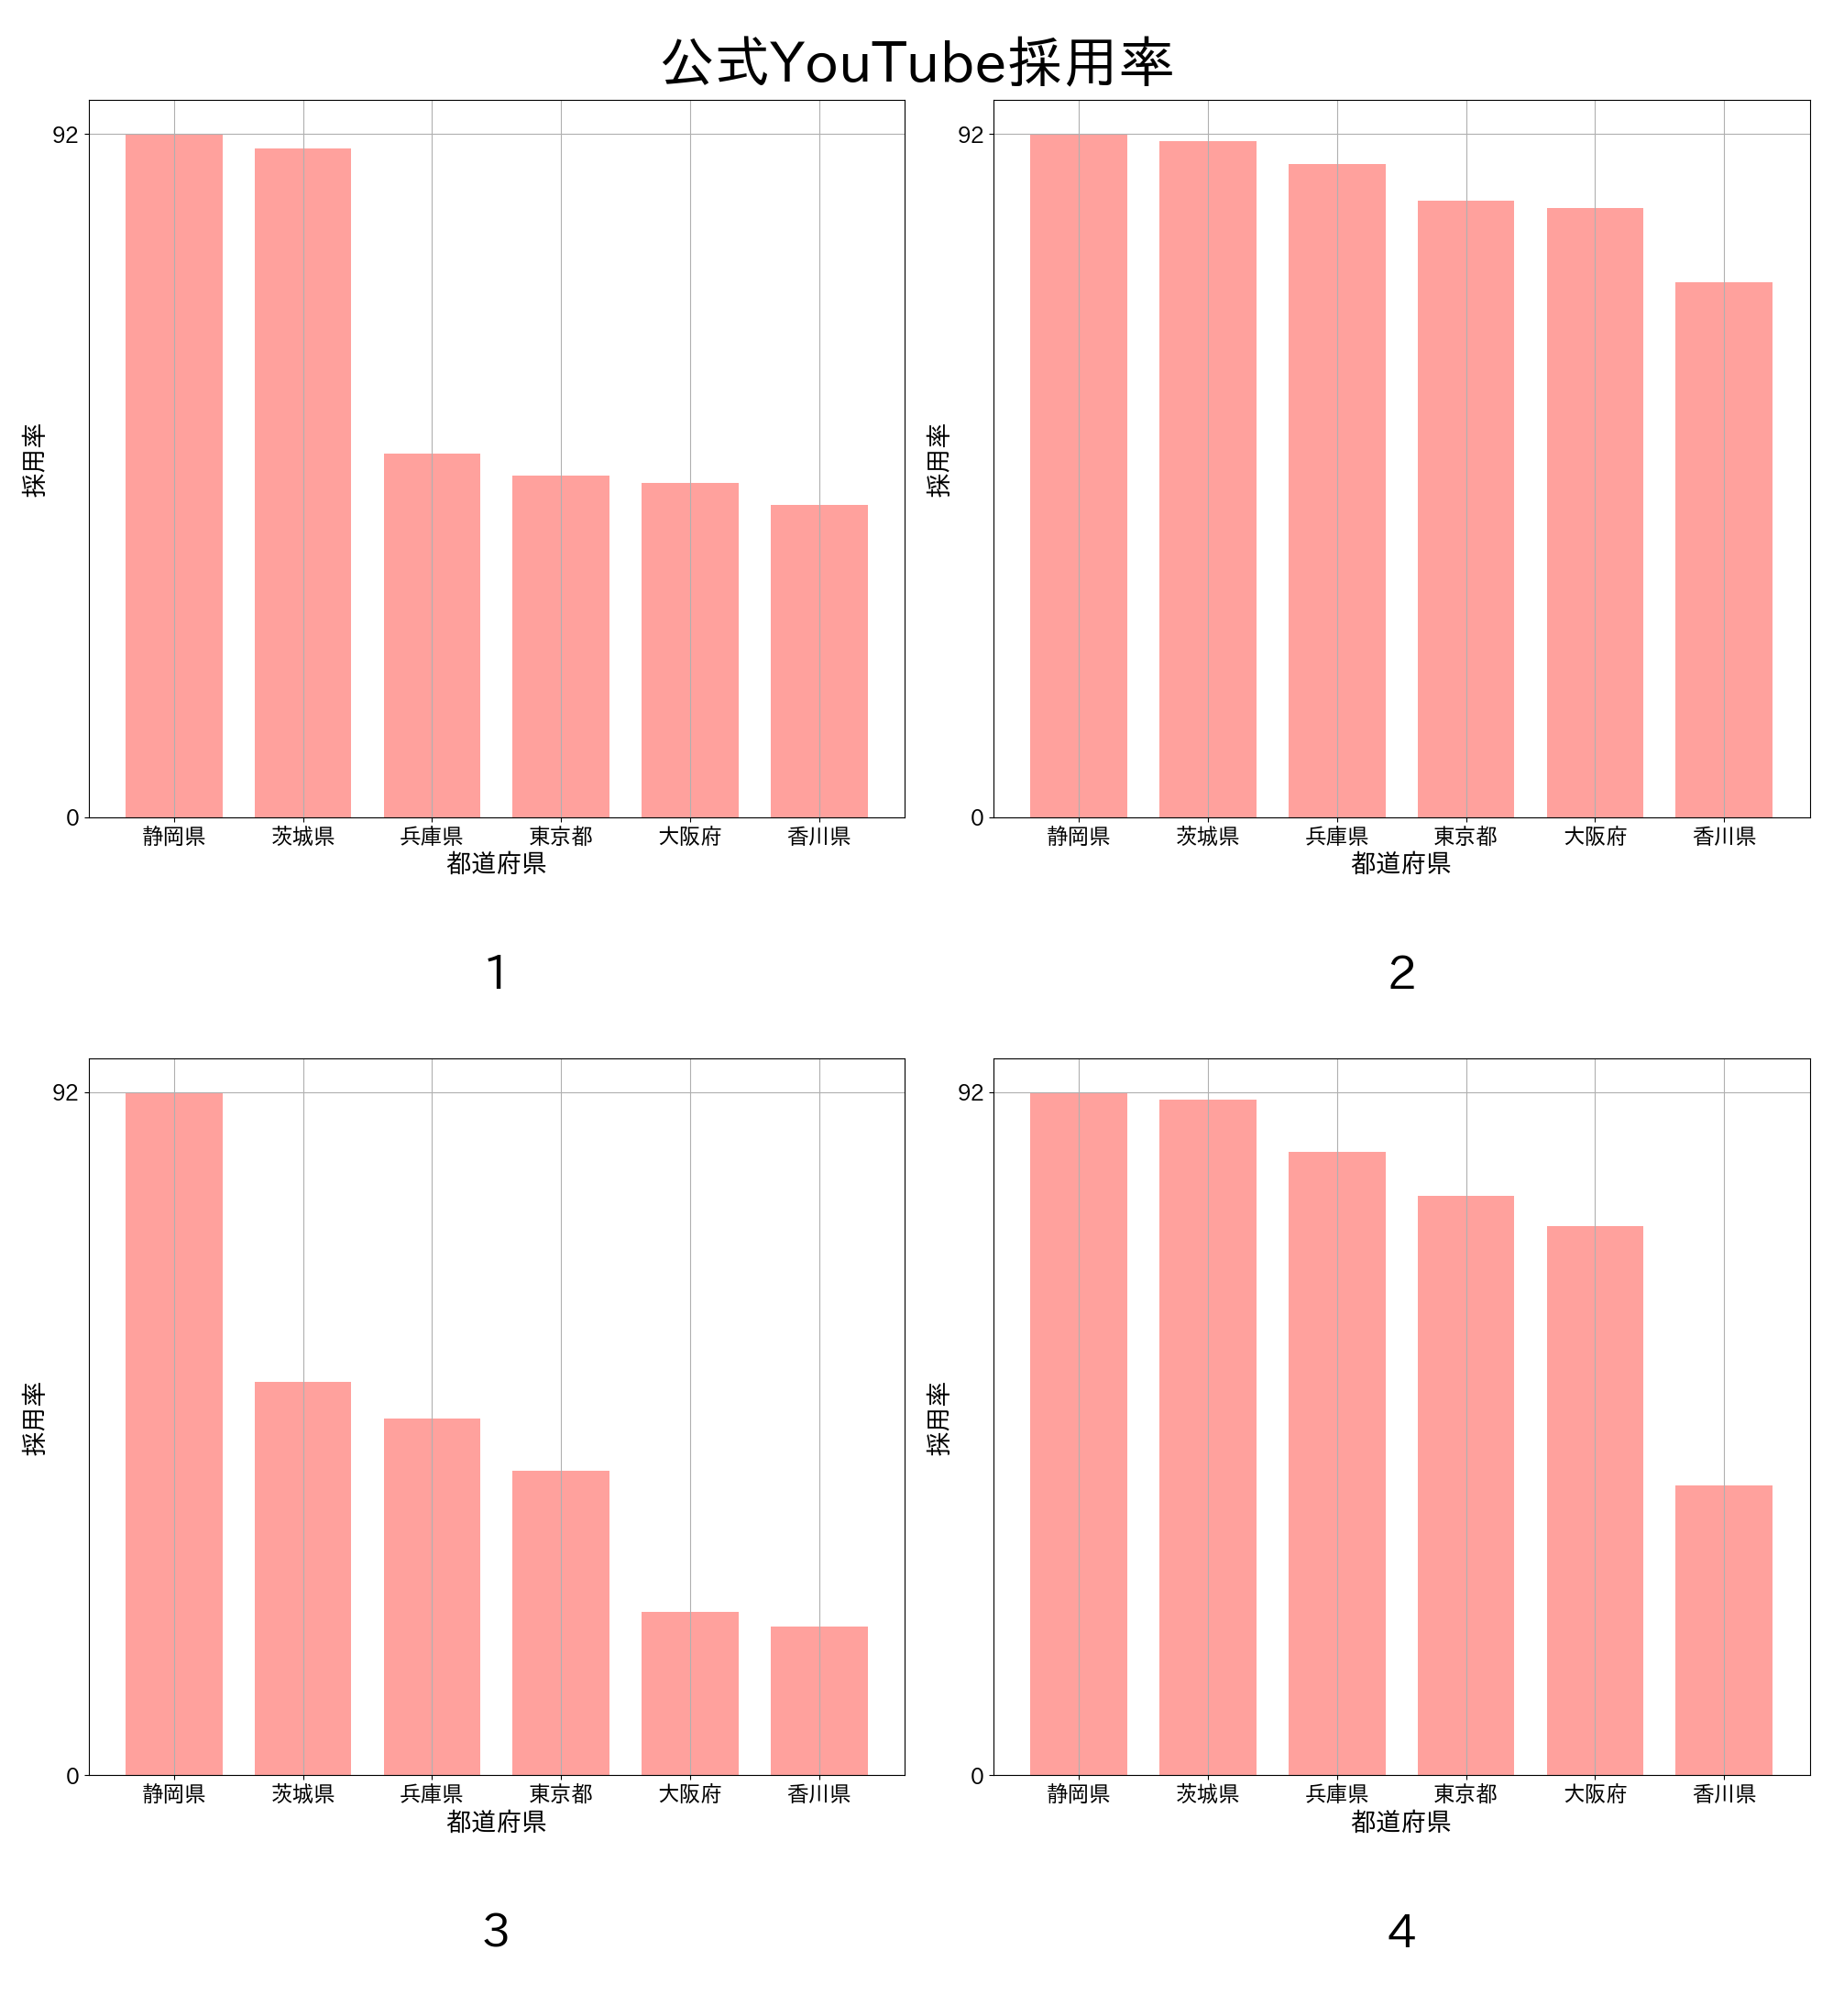 公式YouTube採用率
92
0
採用率
静岡県 茨城県 兵庫県 東京都 大阪府 香川県
都道府県
1
92
0
採用率
静岡県 茨城県 兵庫県 東京都 大阪府 香川県
都道府県
2
92
0
採用率
静岡県 茨城県 兵庫県 東京都 大阪府 香川県
都道府県
3
92
0
採用率
静岡県 茨城県 兵庫県 東京都 大阪府 香川県
都道府県
4